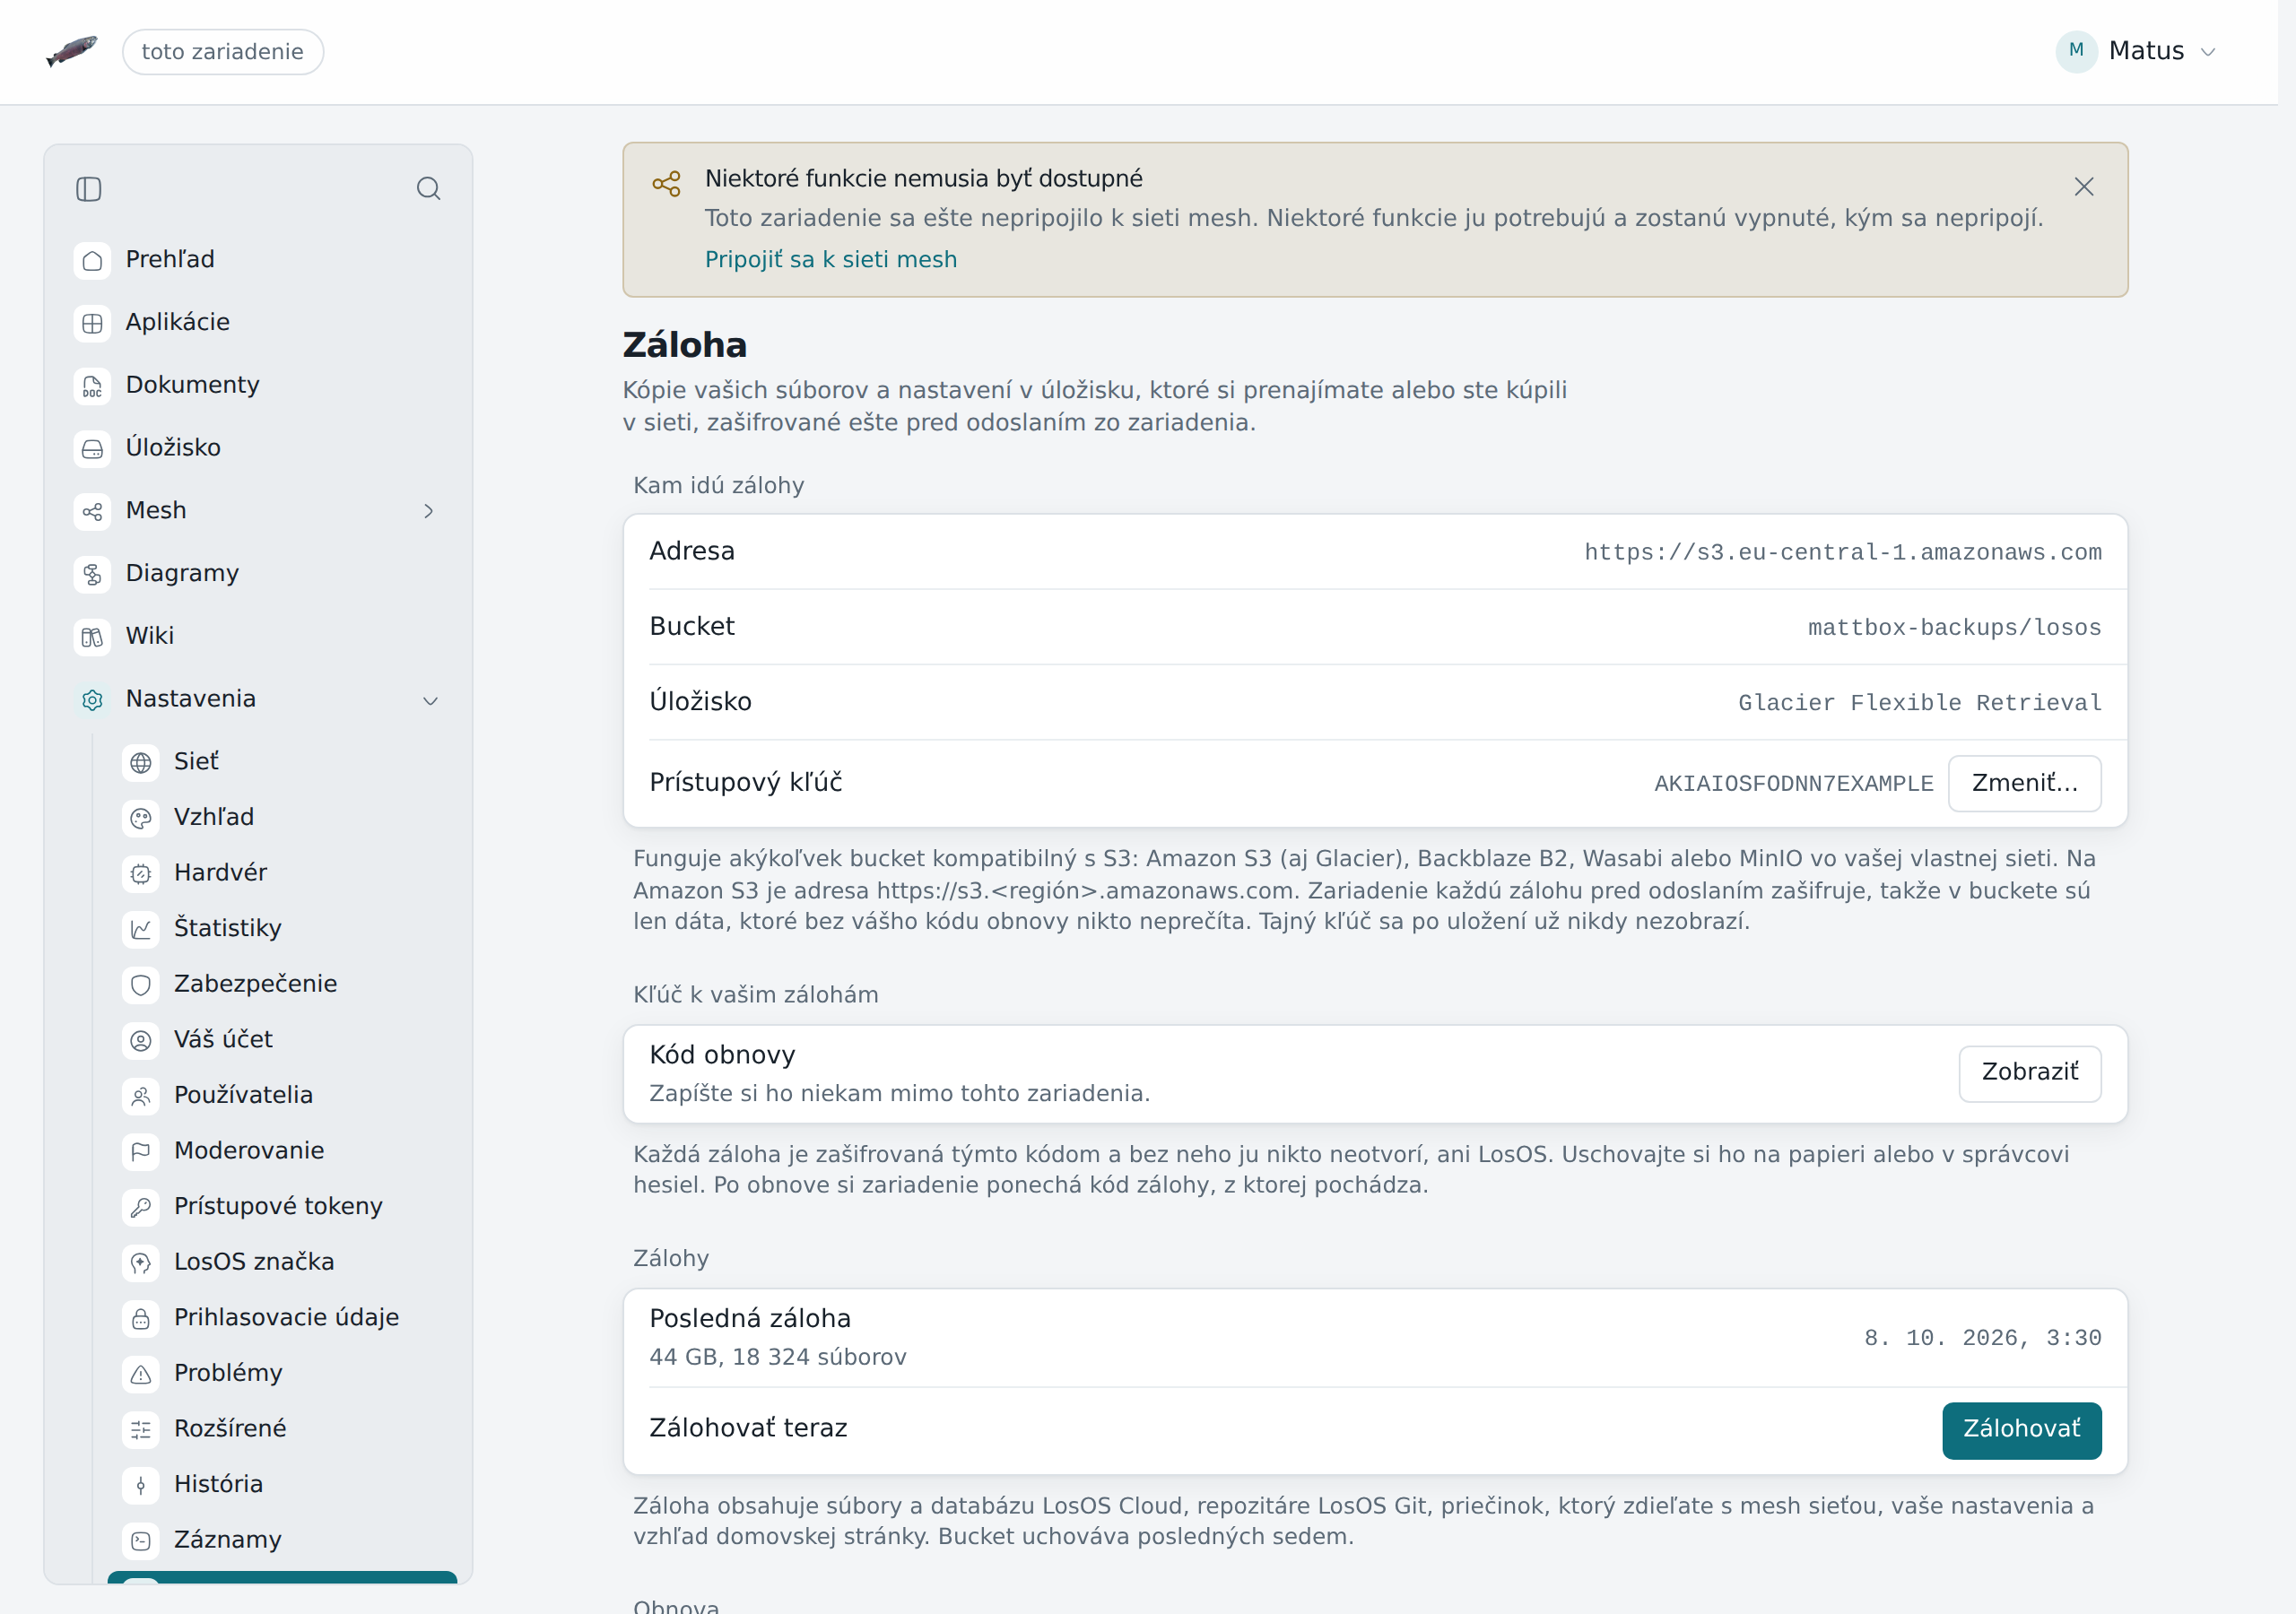 toto zariadenie
M Matus
Prehľad
Aplikácie
Dokumenty
Úložisko
Mesh
Diagramy
Wiki
Nastavenia
Sieť
Vzhľad
Hardvér
Štatistiky
Zabezpečenie
Váš účet
Používatelia
Moderovanie
Prístupové tokeny
LosOS značka
Prihlasovacie údaje
Problémy
Rozšírené
História
Záznamy
Niektoré funkcie nemusia byť dostupné
Toto zariadenie sa ešte nepripojilo k sieti mesh. Niektoré funkcie ju potrebujú a zostanú vypnuté, kým sa nepripojí.
Pripojiť sa k sieti mesh
Záloha
Kópie vašich súborov a nastavení v úložisku, ktoré si prenajímate alebo ste kúpili
v sieti, zašifrované ešte pred odoslaním zo zariadenia.
Kam idú zálohy
Adresa https://s3.eu-central-1.amazonaws.com
Bucket mattbox-backups/losos
Úložisko Glacier Flexible Retrieval
Prístupový kľúč AKIAIOSFODNN7EXAMPLE Zmeniť...
Funguje akýkoľvek bucket kompatibilný s S3: Amazon S3 (aj Glacier), Backblaze B2, Wasabi alebo MinIO vo vašej vlastnej sieti. Na
Amazon S3 je adresa https://s3.<región>.amazonaws.com. Zariadenie každú zálohu pred odoslaním zašifruje, takže v buckete sú
len dáta, ktoré bez vášho kódu obnovy nikto neprečíta. Tajný kľúč sa po uložení už nikdy nezobrazí.
Kľúč k vašim zálohám
Kód obnovy
Zapíšte si ho niekam mimo tohto zariadenia.
Zobraziť
Každá záloha je zašifrovaná týmto kódom a bez neho ju nikto neotvorí, ani LosOS. Uschovajte si ho na papieri alebo v správcovi
hesiel. Po obnove si zariadenie ponechá kód zálohy, z ktorej pochádza.
Zálohy
Posledná záloha
44 GB, 18 324 súborov
8. 10. 2026, 3:30
Zálohovať teraz Zálohovať
Záloha obsahuje súbory a databázu LosOS Cloud, repozitáre LosOS Git, priečinok, ktorý zdieľate s mesh sieťou, vaše nastavenia a
vzhľad domovskej stránky. Bucket uchováva posledných sedem.
Obnova